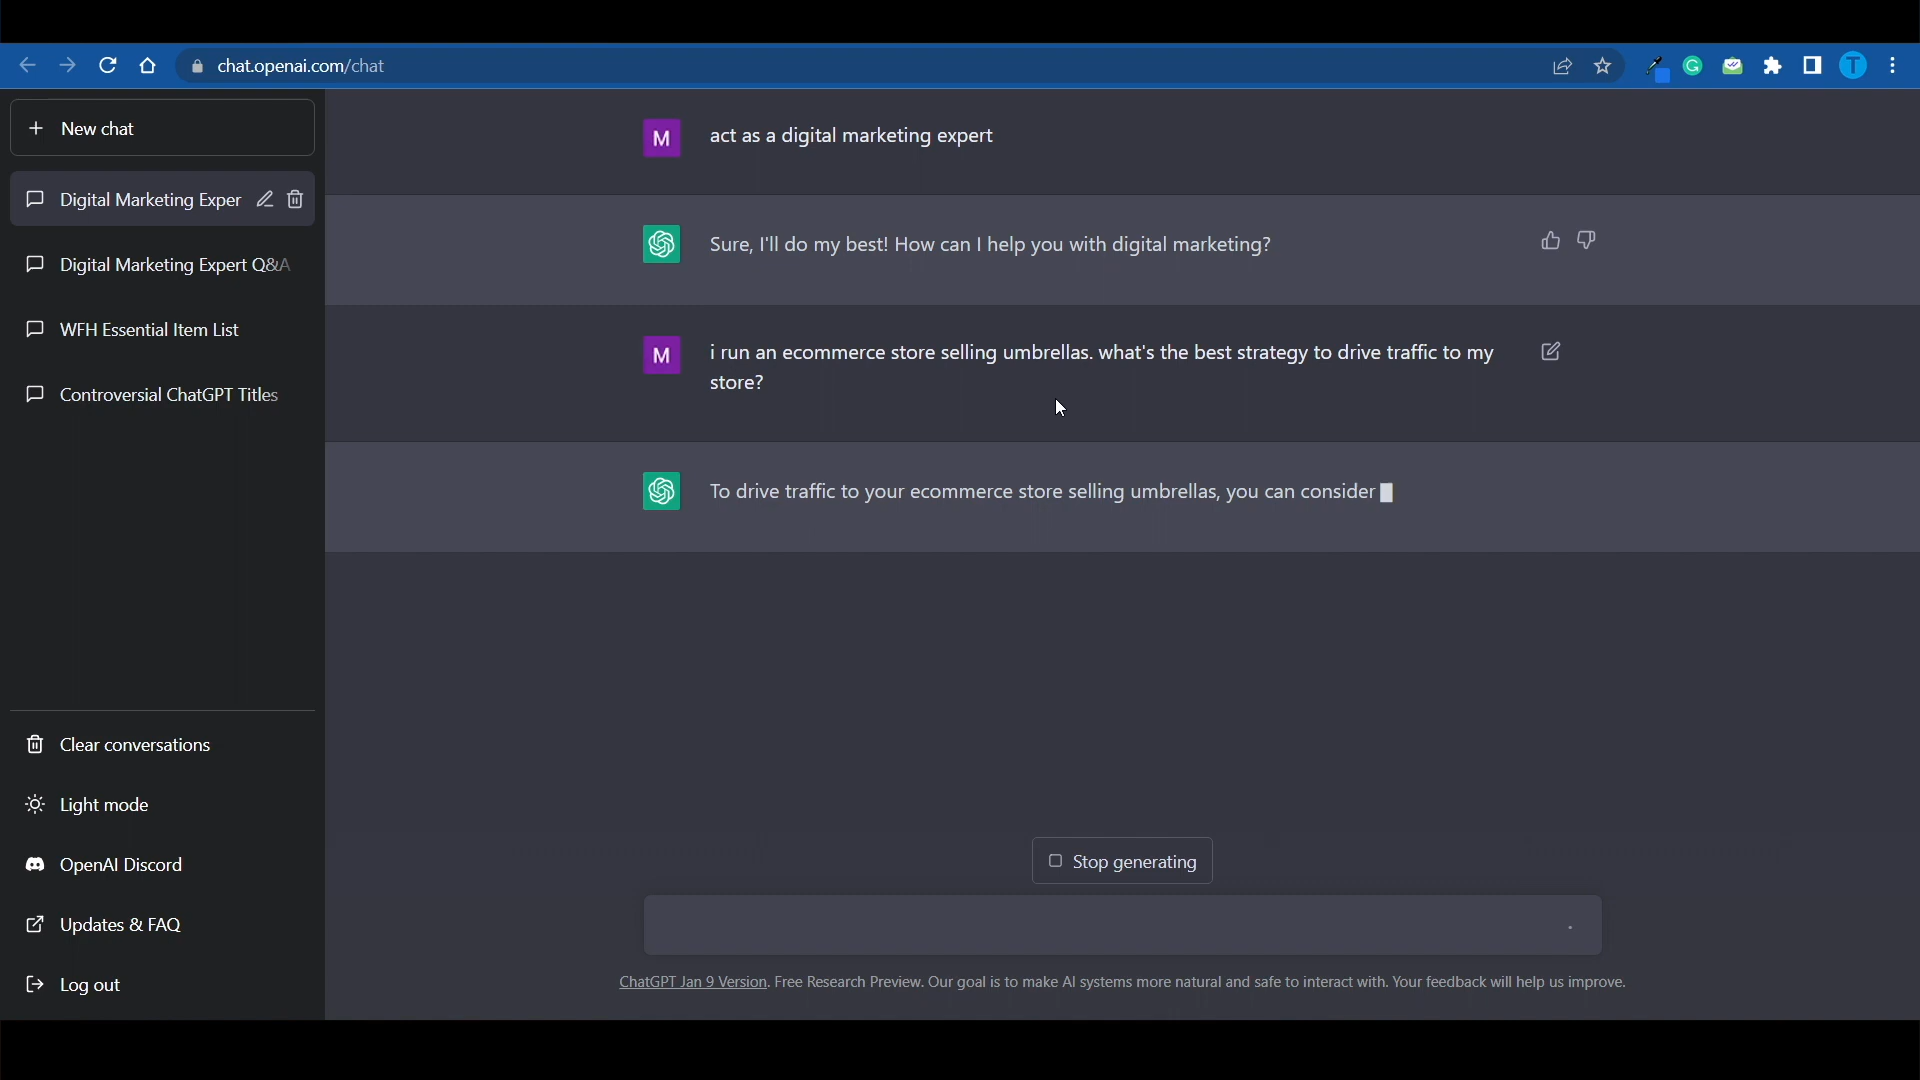 chat.openai.com/chat
T
New chat
Digital Marketing Exper
Digital Marketing Expert Q&A
WFH Essential Item List
Controversial ChatGPT Titles
Clear conversations
Light mode
OpenAI Discord
Updates & FAQ
Log out
M
act as a digital marketing expert
Sure, I'll do my best! How can I help you with digital marketing?
M
i run an ecommerce store selling umbrellas. what's the best strategy to drive traffic to my
store?
To drive traffic to your ecommerce store selling umbrellas, you can consider
Stop generating
ChatGPT Jan 9 Version. Free Research Preview. Our goal is to make AI systems more natural and safe to interact with. Your feedback will help us improve.